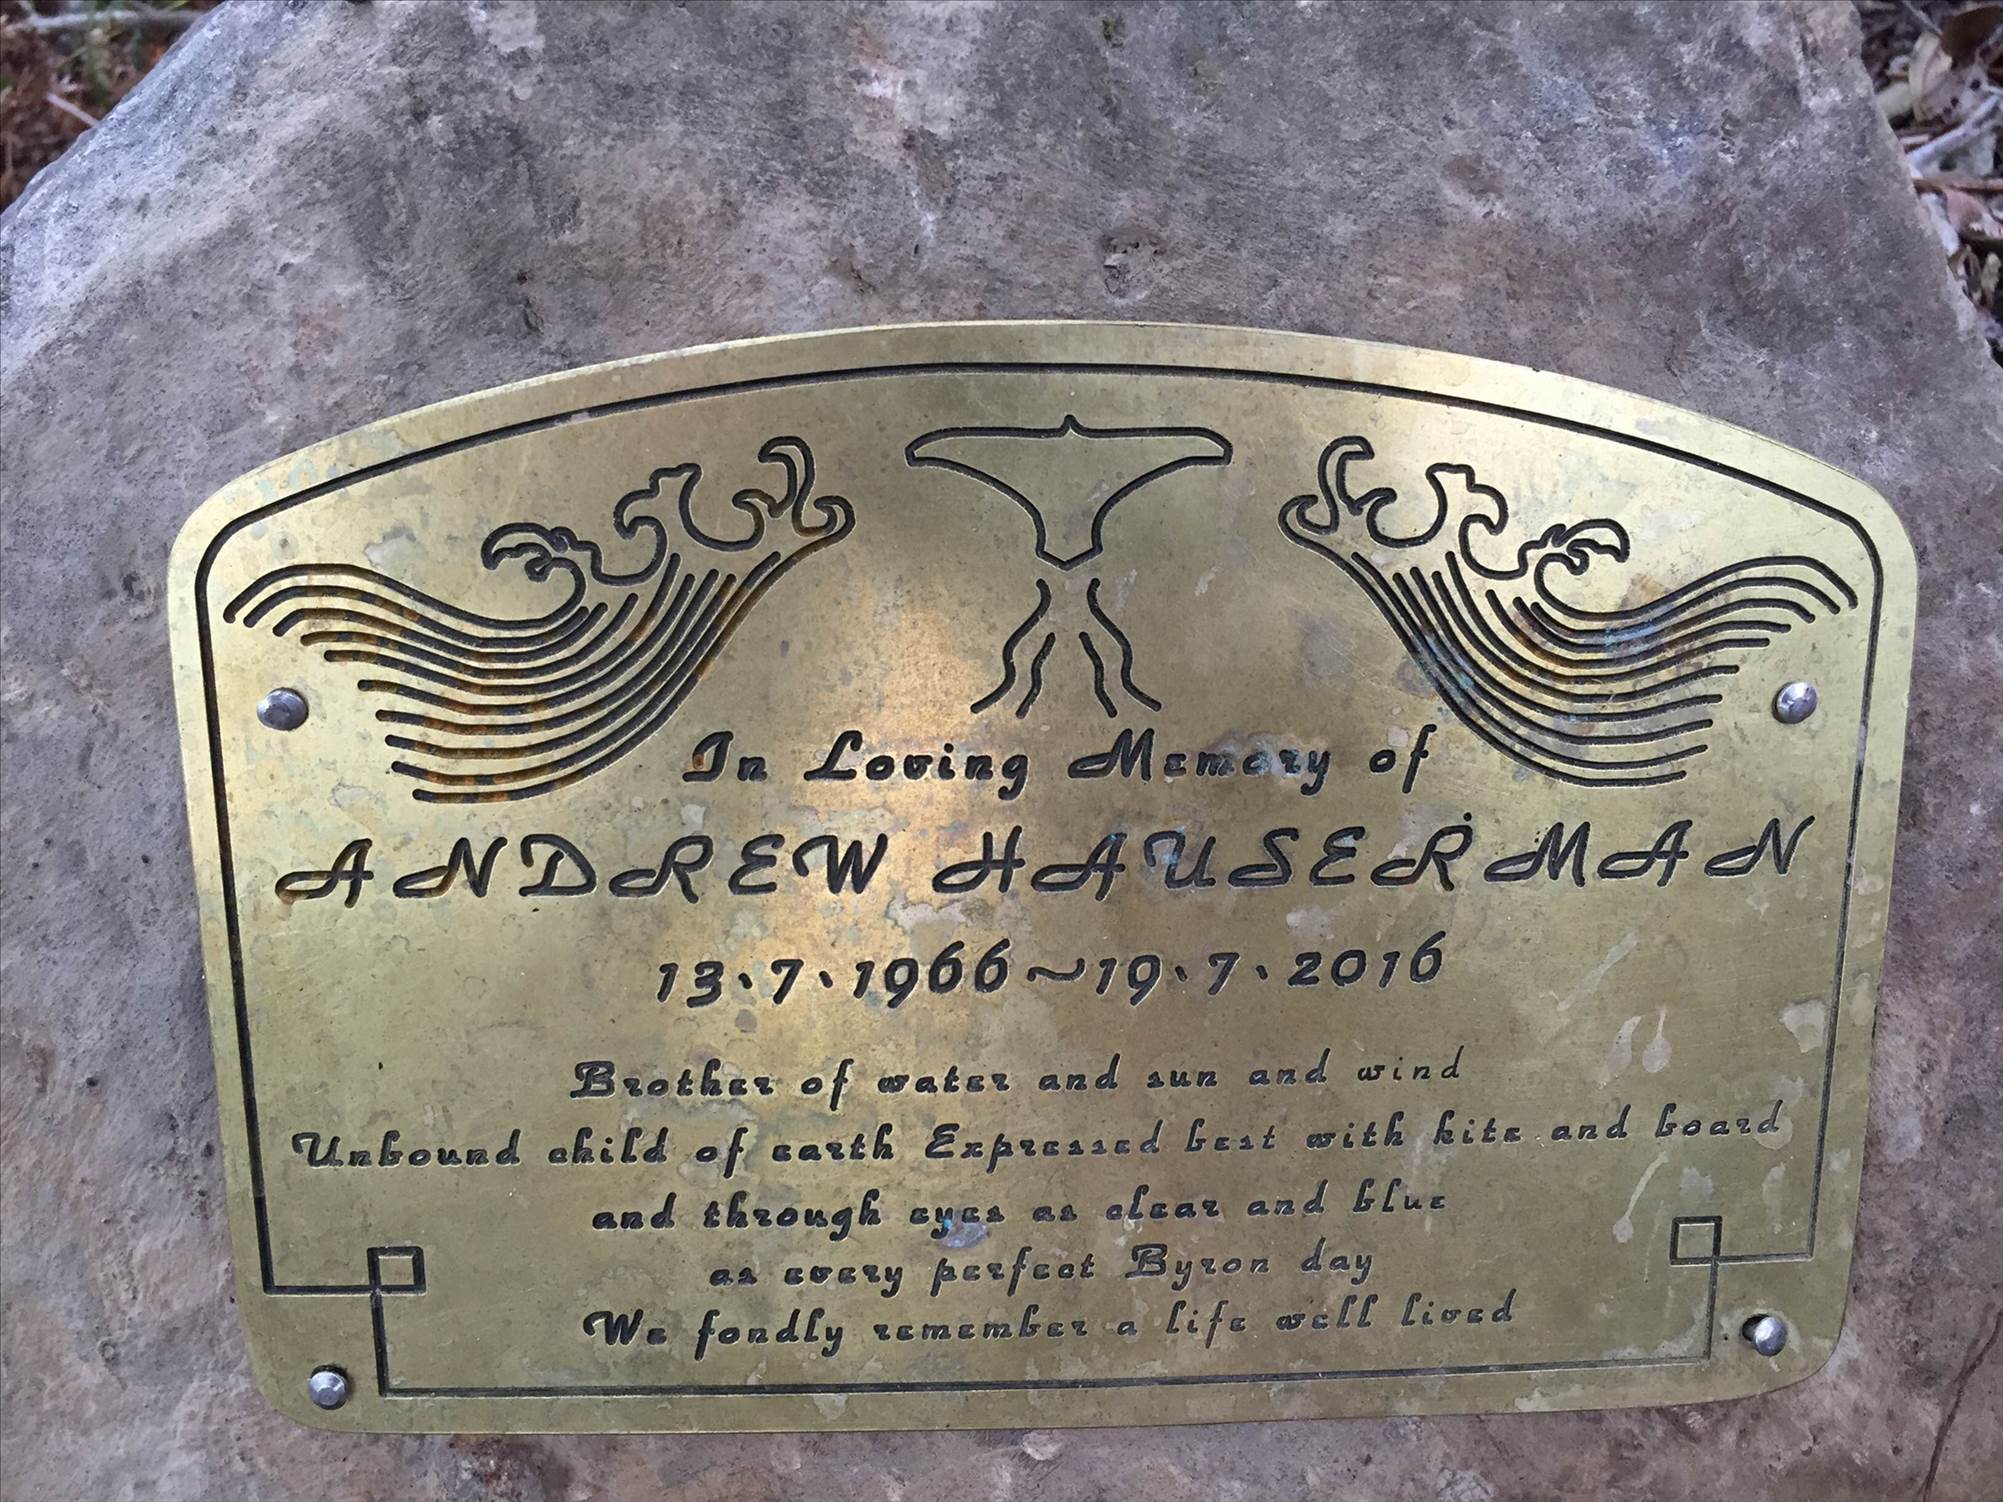 In Loving Memory of
ANDREW HAUSERMAN
13.7.1966~19.7.2016
Brother of water and sun and wind
Unbound child of earth Expressed best with kite and board
and through eyes as clear and blue
as every perfect Byron day
We fondly remember a life well lived